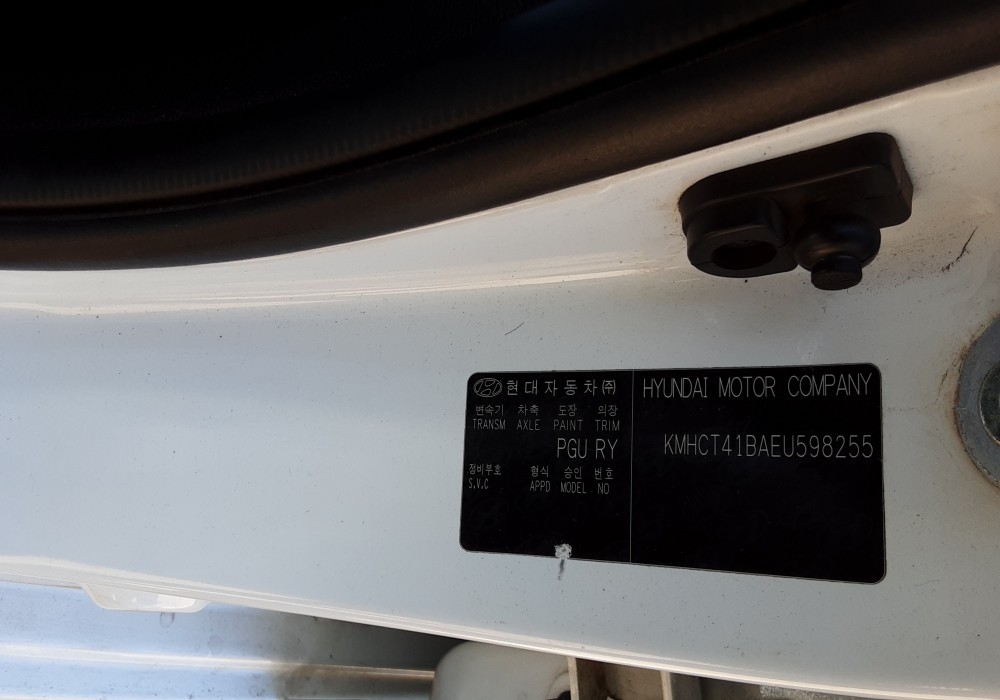 현대자동차㈜
변속기 차축 도장 의장
TRANSM AXLE PAINT TRIM
PGU RY
정비부호 형식 승인 번호
S.V.C APPD MODEL NO
HYUNDAI MOTOR COMPANY
KMHCT41BAEU598255